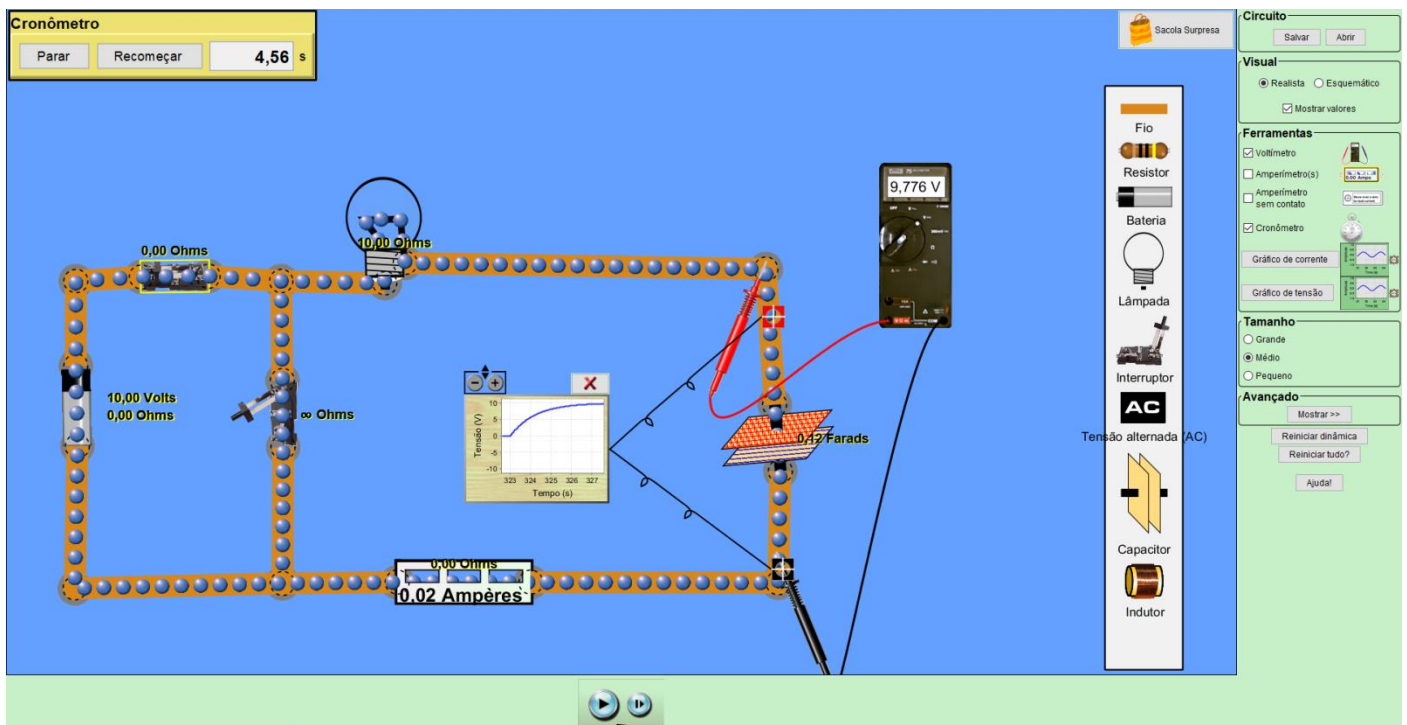 Cronômetro
Parar
Recomeçar
4,56 s
Sacola Surpresa
0,00 Ohms
10,00 Ohms
9,776 V
10,00 Volts
0,00 Ohms
∞ Ohms
0,12 Farads
Tensão (V)
10
5
0
-5
-10
323 324 325 326 327
Tempo (s)
0,00 Ohms
0,02 Ampères
Fio
Resistor
Bateria
Lâmpada
Interruptor
AC
Tensão alternada (AC)
Capacitor
Indutor
Circuito
Salvar
Abrir
Visual
Realista
Esquemático
Mostrar valores
Ferramentas
Voltímetro
Amperímetro(s)
Amperímetro
sem contato
Cronômetro
Gráfico de corrente
Gráfico de tensão
Tamanho
Grande
Médio
Pequeno
Avançado
Mostrar >>
Reiniciar dinâmica
Reiniciar tudo?
Ajuda!